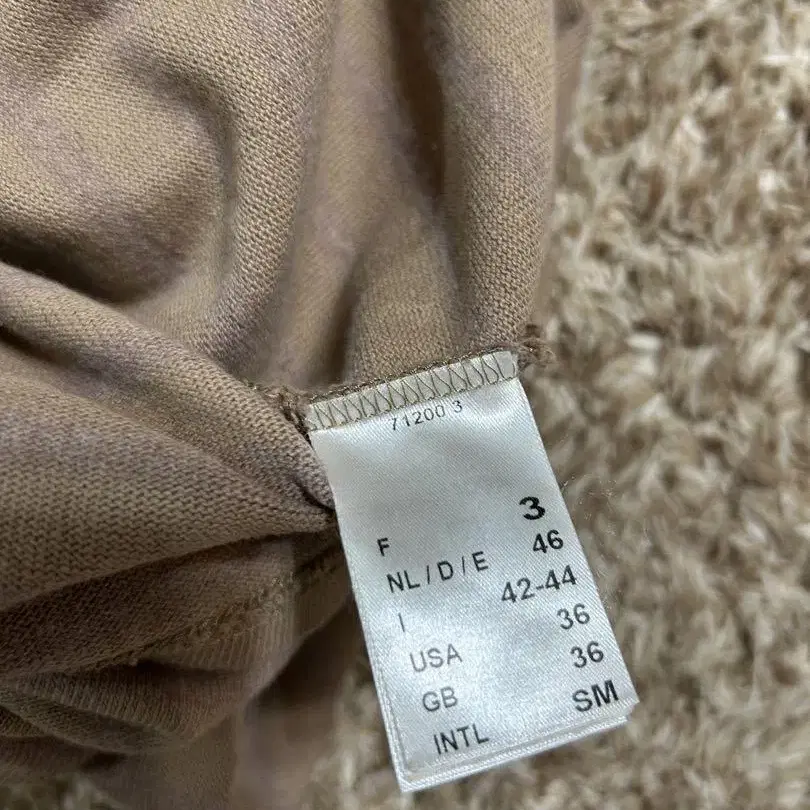 71200 3
F 3
NL / D / E 46
I 42-44
USA 36
GB 36
INTL SM